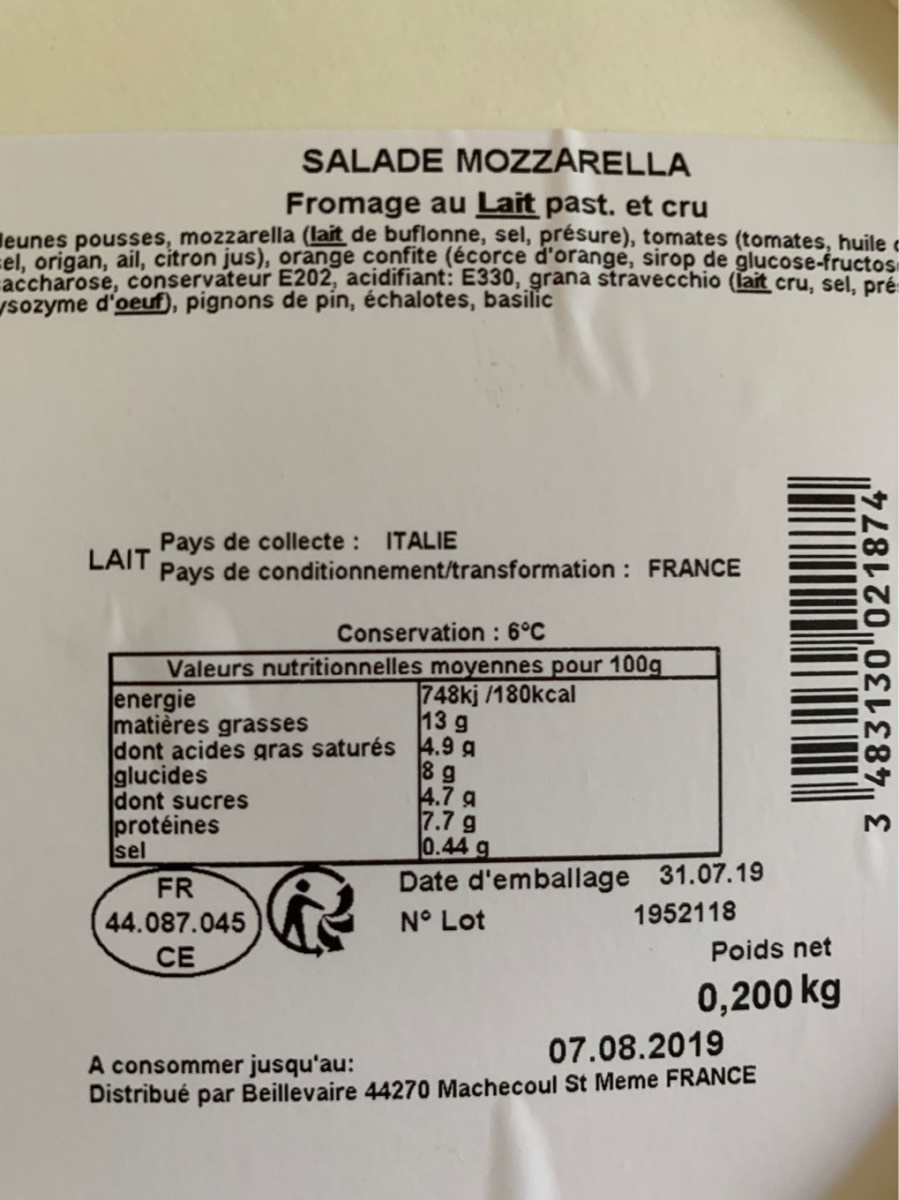 SALADE MOZZARELLA
Fromage au Lait past. et cru
Jeunes pousses, mozzarella (lait de buflonne, sel, présure), tomates (tomates, huile
sel, origan, ail, citron jus), orange confite (écorce d'orange, sirop de glucose-fructos
saccharose, conservateur E202, acidifiant: E330, grana stravecchio (lait cru, sel, pré
lysozyme d'oeuf), pignons de pin, échalotes, basilic
LAIT Pays de collecte : ITALIE
Pays de conditionnement/transformation : FRANCE
Conservation : 6°C
Valeurs nutritionnelles moyennes pour 100g
energie 748kj /180kcal
matières grasses 13 g
dont acides gras saturés 4.9 g
glucides 8 g
dont sucres 4.7 g
protéines 7.7 g
sel 0.44 g
3 483130 021874
FR
44.087.045
CE
Date d'emballage 31.07.19
N° Lot 1952118
Poids net
0,200 kg
A consommer jusqu'au: 07.08.2019
Distribué par Beillevaire 44270 Machecoul St Meme FRANCE